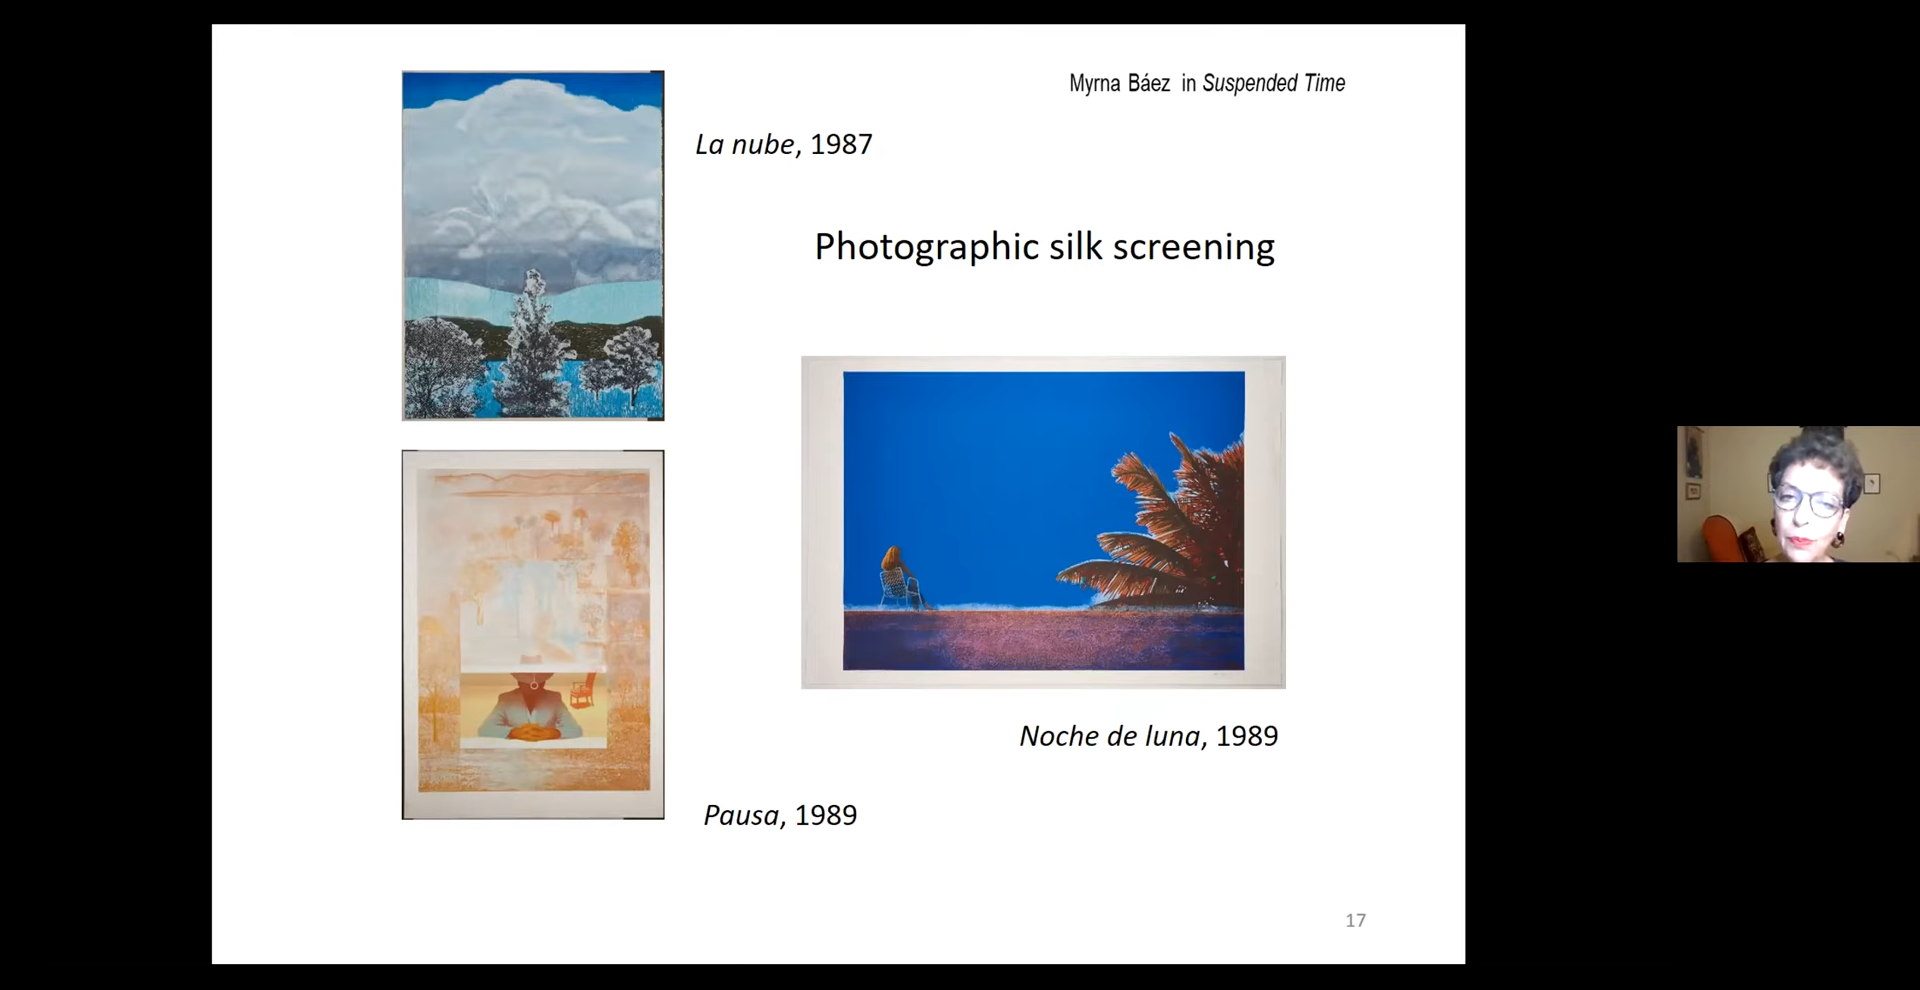 Myrna Báez in Suspended Time
La nube, 1987
Photographic silk screening
Noche de luna, 1989
Pausa, 1989
17